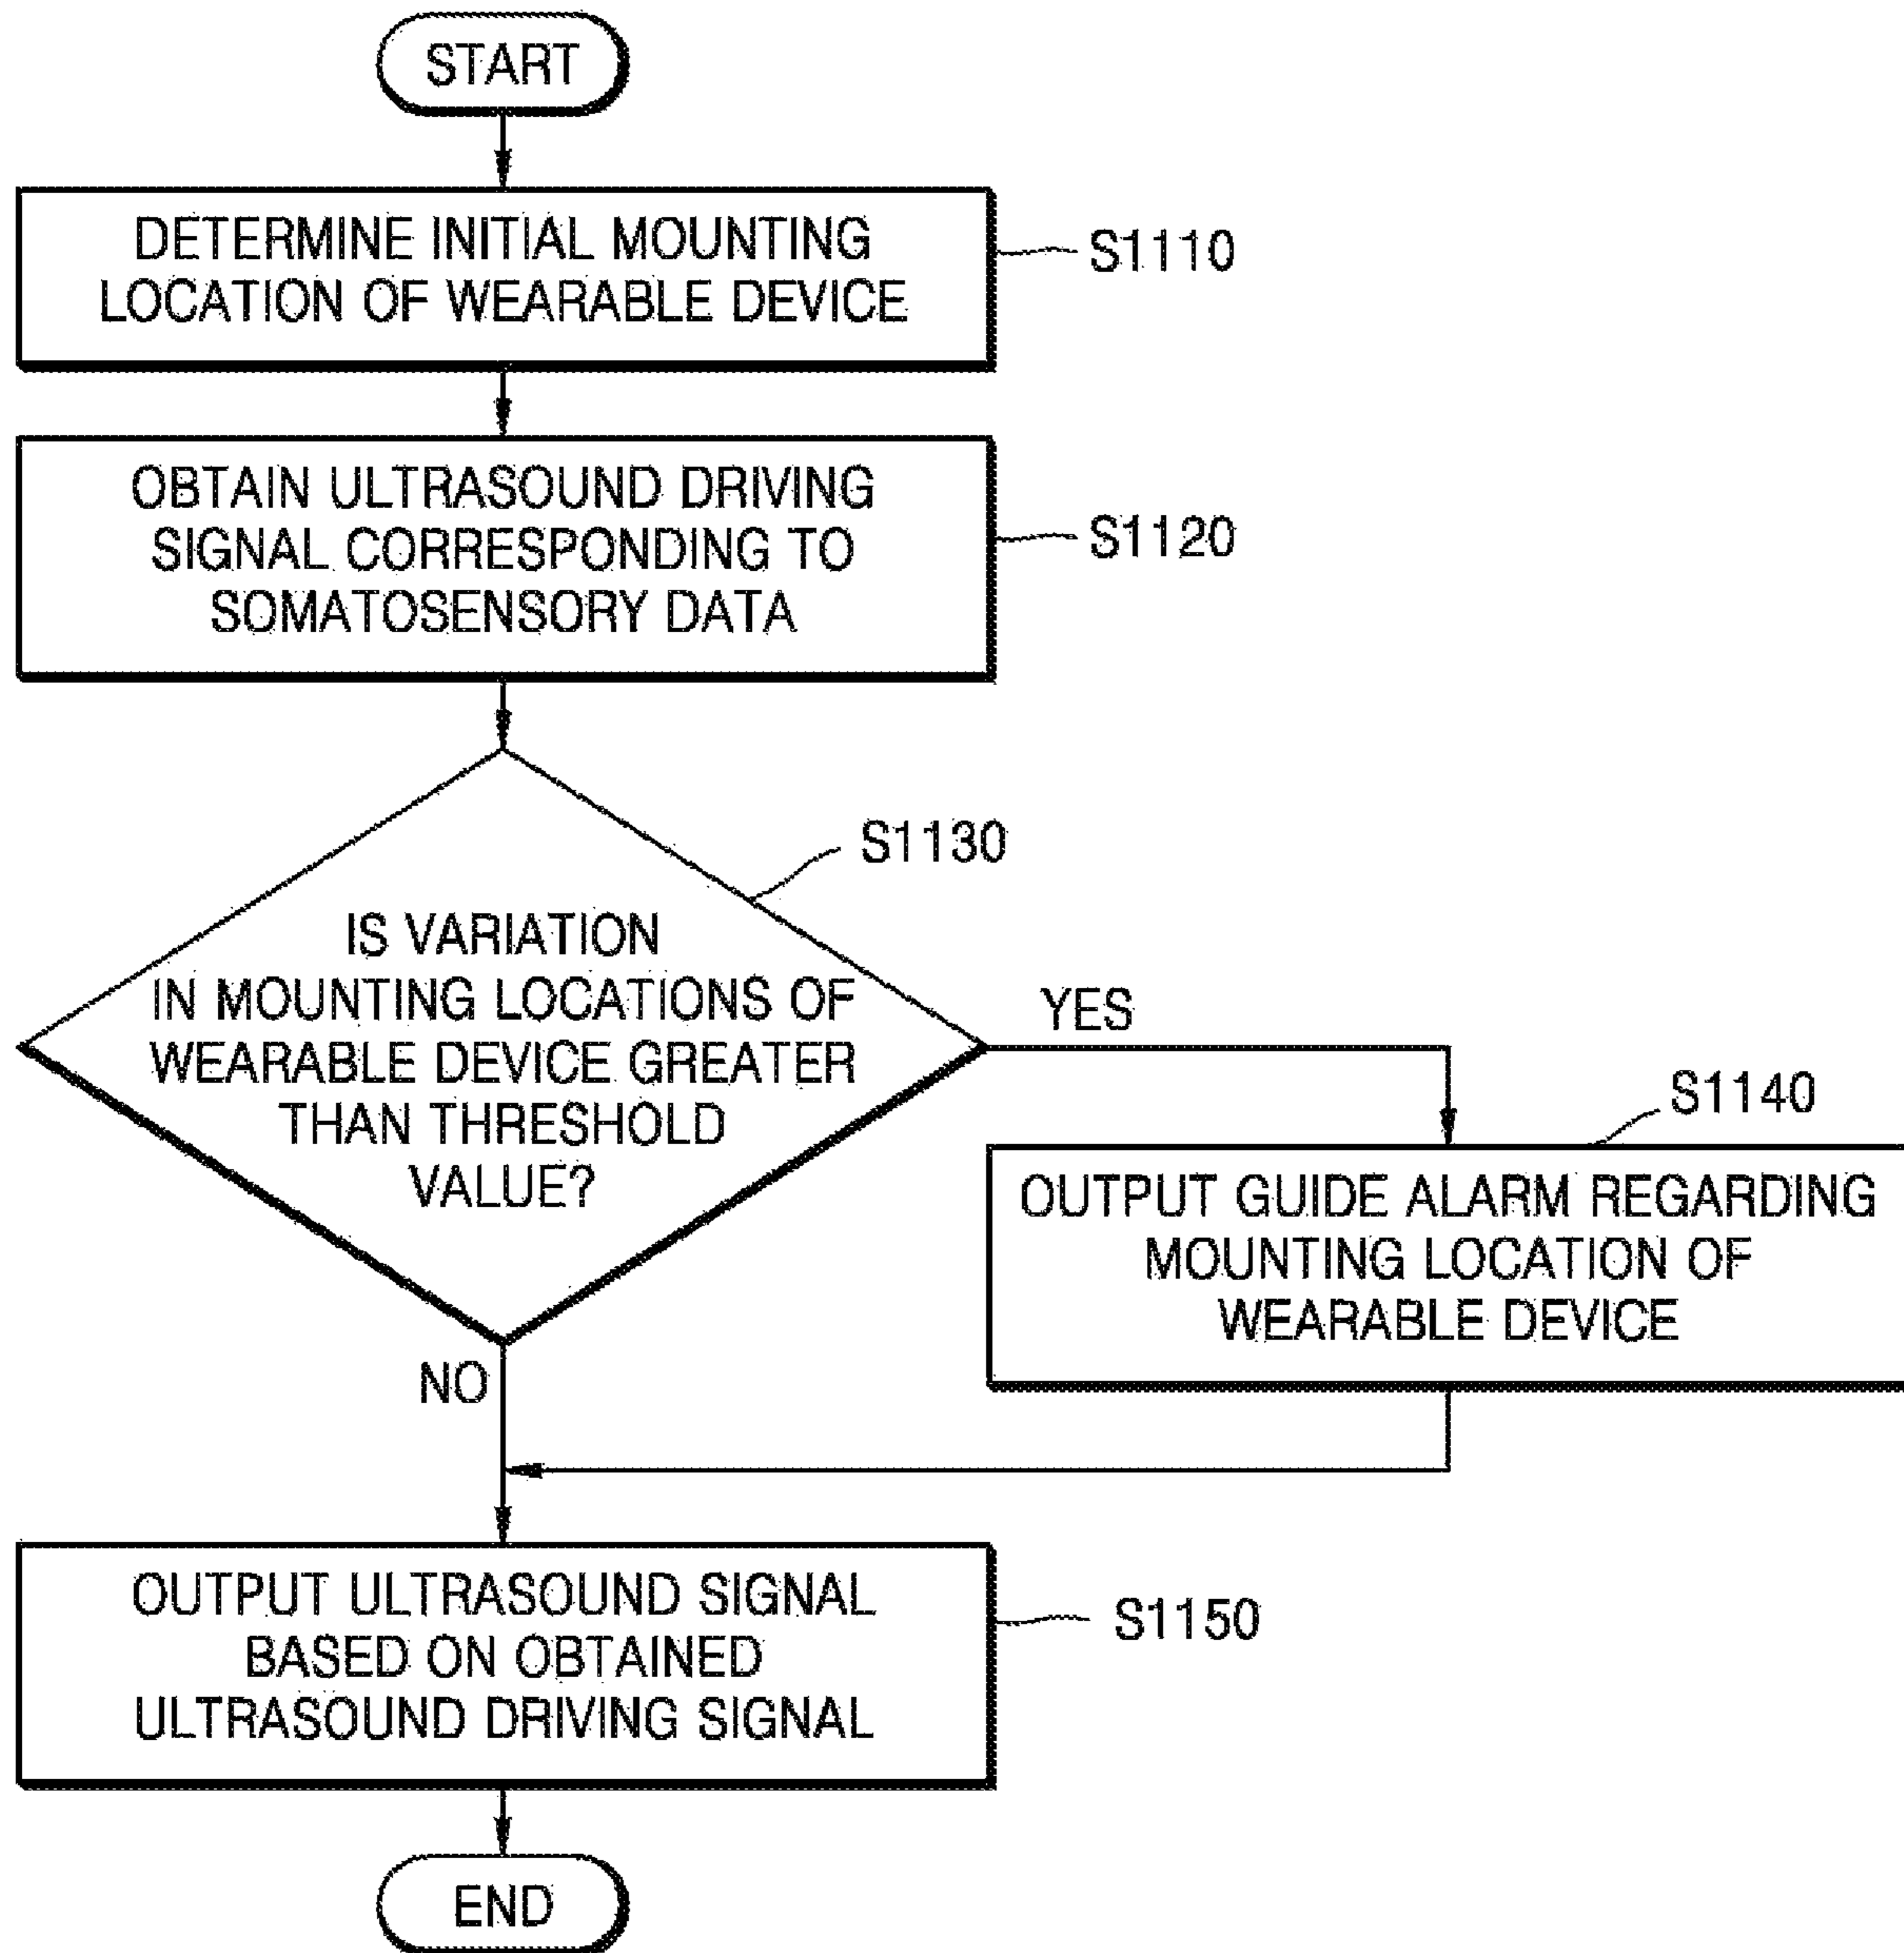 START
DETERMINE INITIAL MOUNTING
LOCATION OF WEARABLE DEVICE
S1110
OBTAIN ULTRASOUND DRIVING
SIGNAL CORRESPONDING TO
SOMATOSENSORY DATA
S1120
S1130
IS VARIATION
IN MOUNTING LOCATIONS OF
WEARABLE DEVICE GREATER
THAN THRESHOLD
VALUE?
YES
S1140
OUTPUT GUIDE ALARM REGARDING
MOUNTING LOCATION OF
WEARABLE DEVICE
NO
OUTPUT ULTRASOUND SIGNAL
BASED ON OBTAINED
ULTRASOUND DRIVING SIGNAL
S1150
END